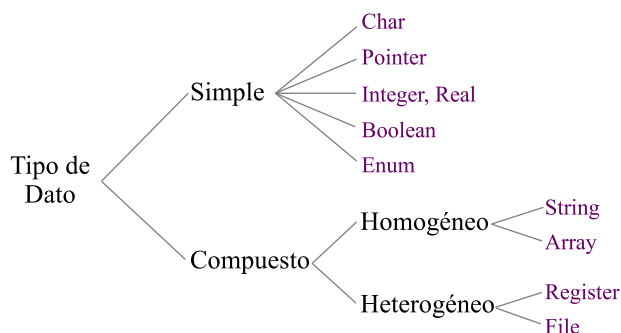 Char
Pointer
Simple
Integer, Real
Boolean
Enum
Tipo de
Dato
Homogéneo
String
Array
Compuesto
Heterogéneo
Register
File